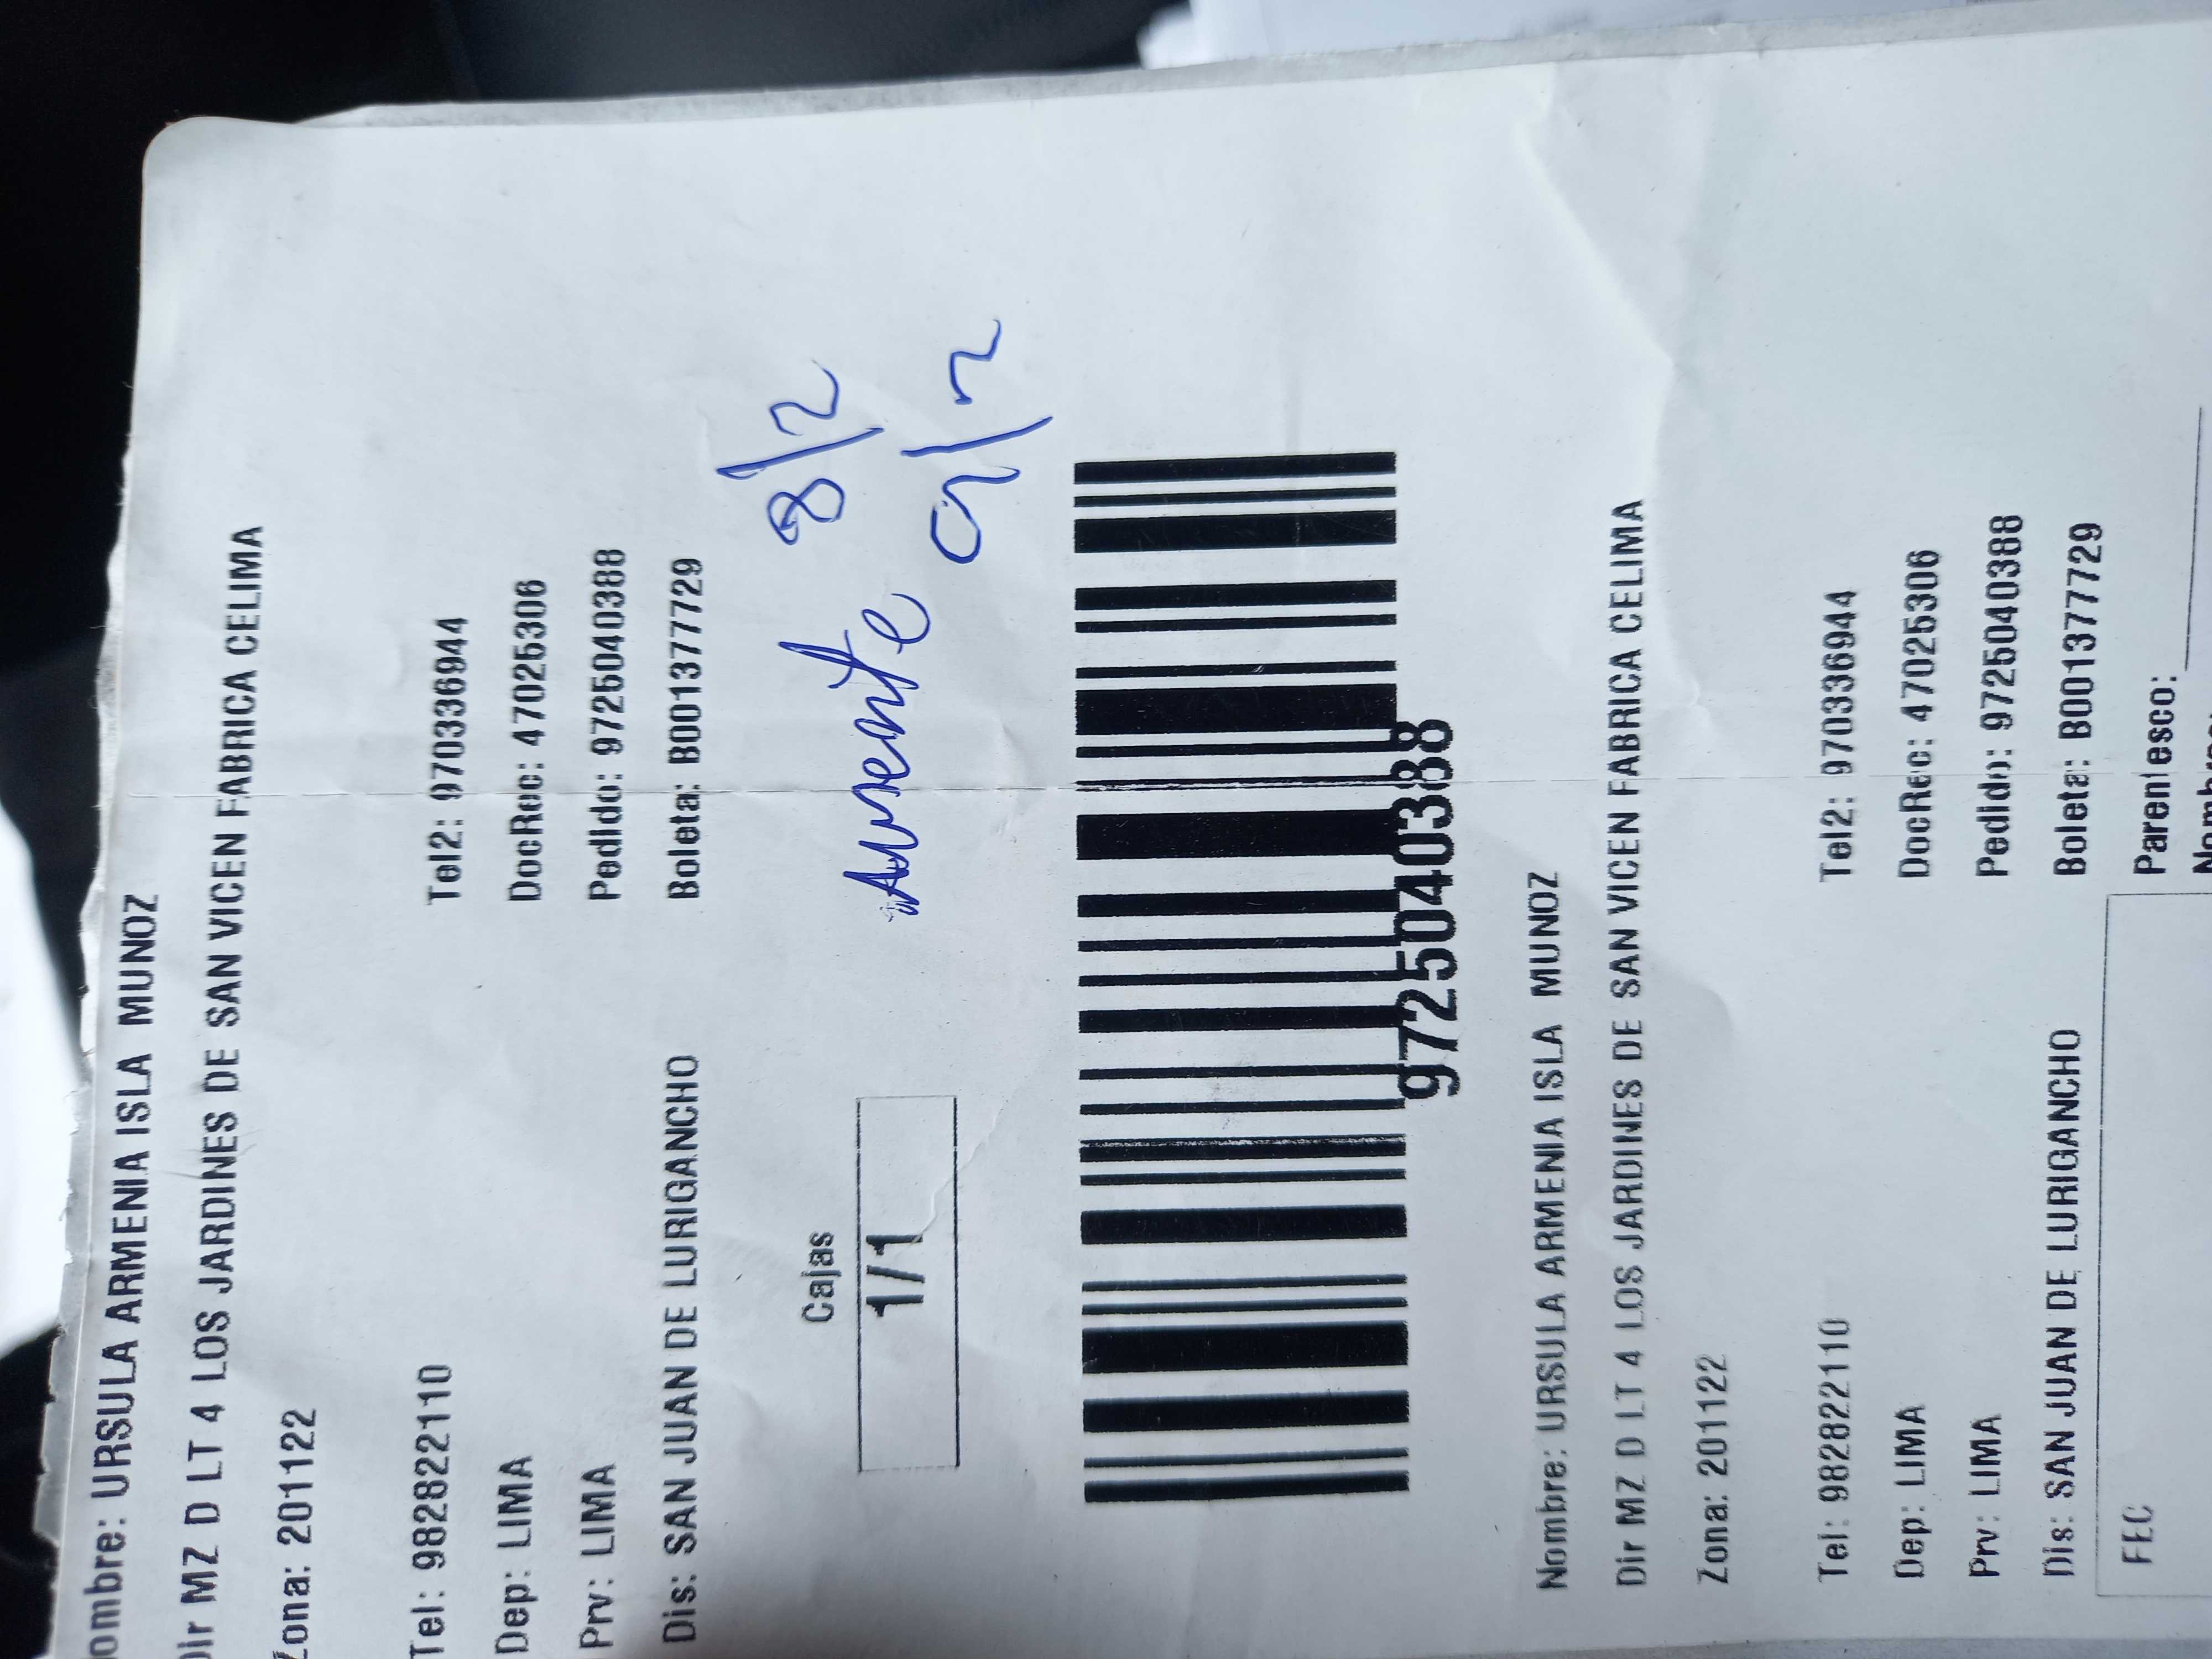 ombre: URSULA ARMENIA ISLA MUNOZ
Dir MZ D LT 4 LOS JARDINES DE SAN VICEN FABRICA CELIMA
Zona: 201122
Tel: 982822110 Tel2: 970336944
Dep: LIMA DocRec: 47025306
Prv: LIMA Pedido: 9725040388
Dis: SAN JUAN DE LURIGANCHO Boleta: B001377729
Cajas
1/1
Ausente 8/2
9/2
9725040388
Nombre: URSULA ARMENIA ISLA MUNOZ
Dir MZ D LT 4 LOS JARDINES DE SAN VICEN FABRICA CELIMA
Zona: 201122
Tel: 982822110 Tel2: 970336944
Dep: LIMA DocRec: 47025306
Prv: LIMA Pedido: 9725040388
Dis: SAN JUAN DE LURIGANCHO Boleta: B001377729
FEC Parentesco: